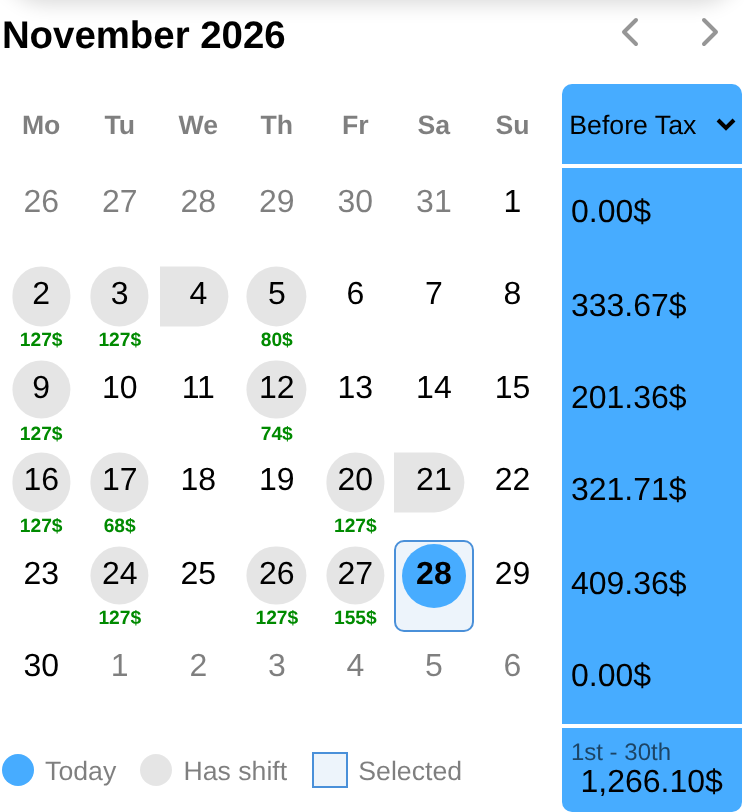 November 2026
Mo Tu We Th Fr Sa Su Before Tax
26 27 28 29 30 31 1 0.00$
2 3 4 5 6 7 8 333.67$
127$ 127$ 80$
9 10 11 12 13 14 15 201.36$
127$ 74$
16 17 18 19 20 21 22 321.71$
127$ 68$ 127$
23 24 25 26 27 28 29 409.36$
127$ 127$ 155$
30 1 2 3 4 5 6 0.00$
Today Has shift Selected 1st - 30th
1,266.10$